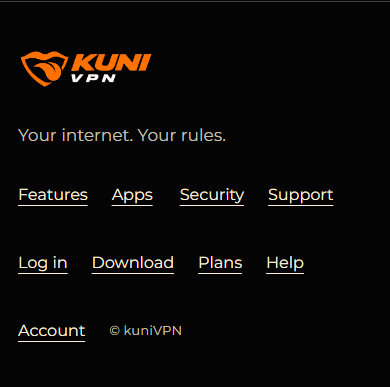 KUNI
VPN
Your internet. Your rules.
Features Apps Security Support
Log in Download Plans Help
Account © kuniVPN